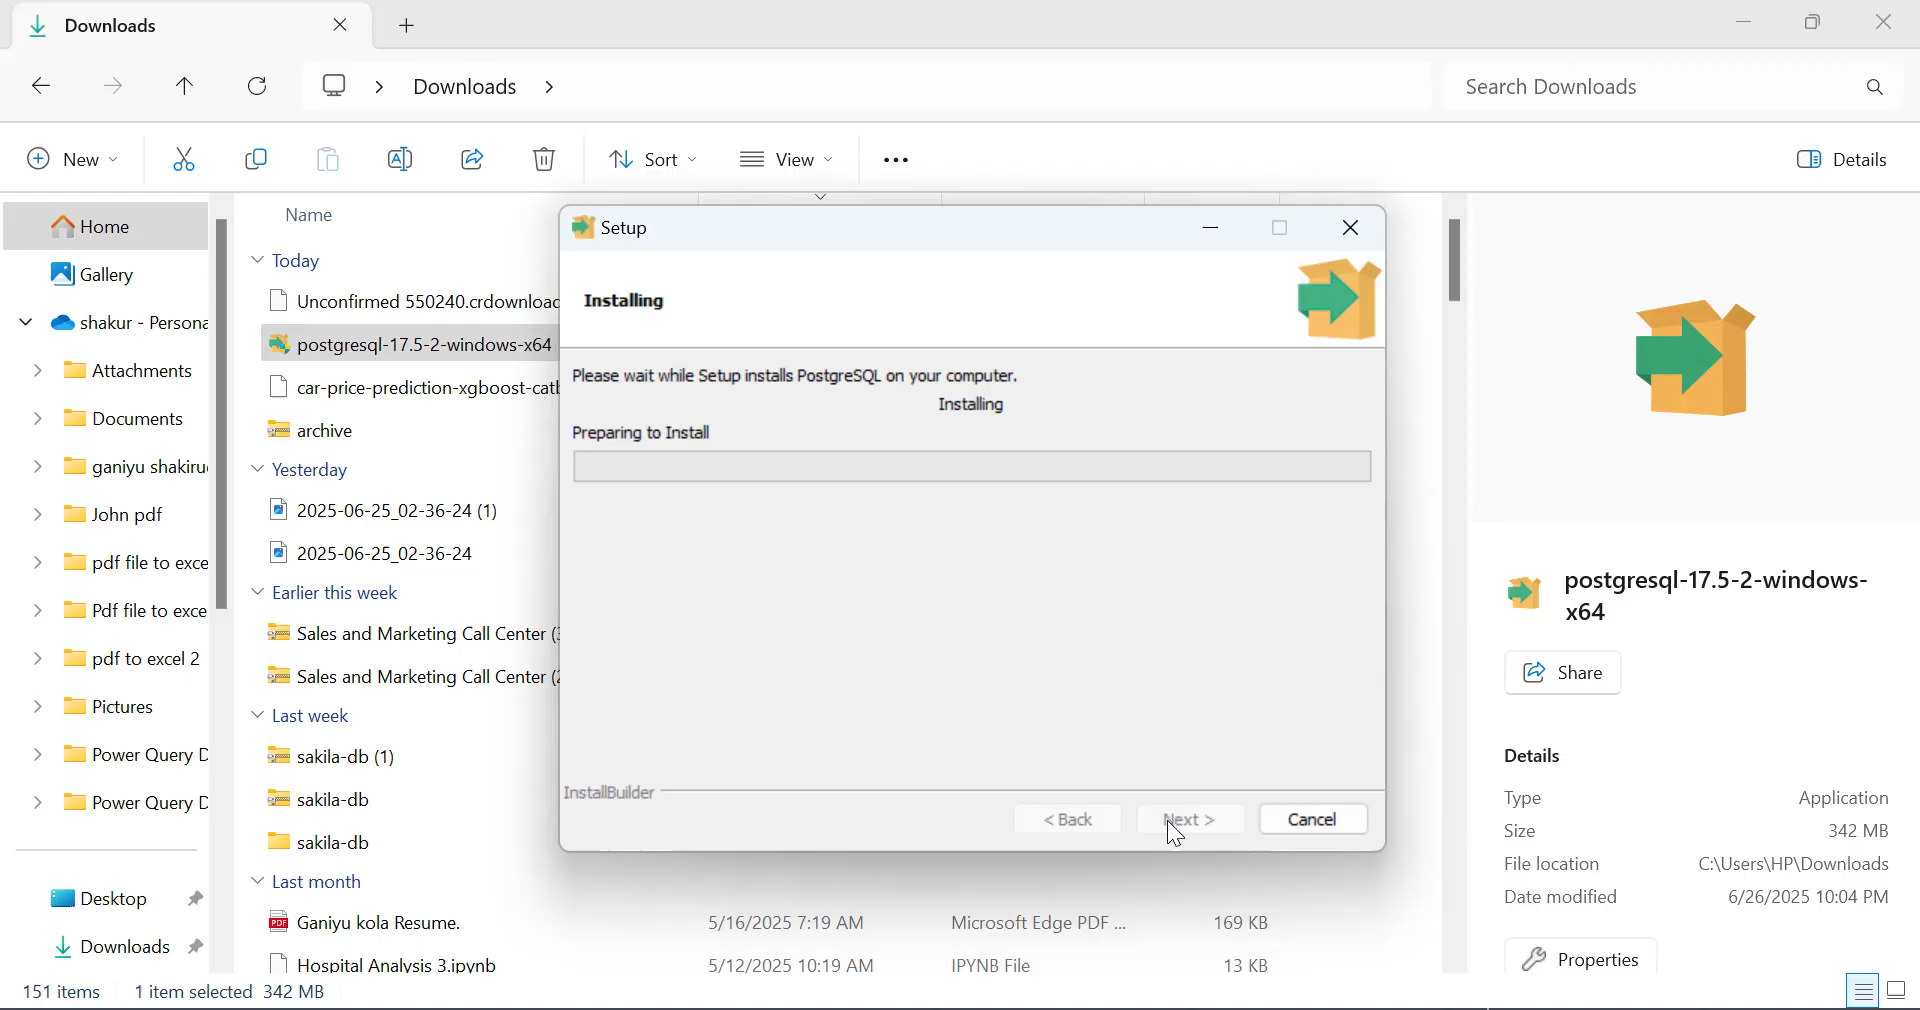 Downloads
Downloads
Search Downloads
New
Sort
View
Details
Home
Gallery
shakur - Persona
Attachments
Documents
ganiyu shakiru
John pdf
pdf file to exce
Pdf file to exce
pdf to excel 2
Pictures
Power Query D
Power Query D
Desktop
Downloads
Name
Today
Unconfirmed 550240.crdownload
postgresql-17.5-2-windows-x64
car-price-prediction-xgboost-catb
archive
Yesterday
2025-06-25_02-36-24 (1)
2025-06-25_02-36-24
Earlier this week
Sales and Marketing Call Center (3
Sales and Marketing Call Center (2
Last week
sakila-db (1)
sakila-db
sakila-db
Last month
Ganiyu kola Resume. 5/16/2025 7:19 AM Microsoft Edge PDF ... 169 KB
Hospital Analysis 3.ipynb 5/12/2025 10:19 AM IPYNB File 13 KB
Setup
Installing
Please wait while Setup installs PostgreSQL on your computer.
Installing
Preparing to Install
InstallBuilder
< Back Next > Cancel
postgresql-17.5-2-windows-
x64
Share
Details
Type Application
Size 342 MB
File location C:\Users\HP\Downloads
Date modified 6/26/2025 10:04 PM
Properties
151 items 1 item selected 342 MB